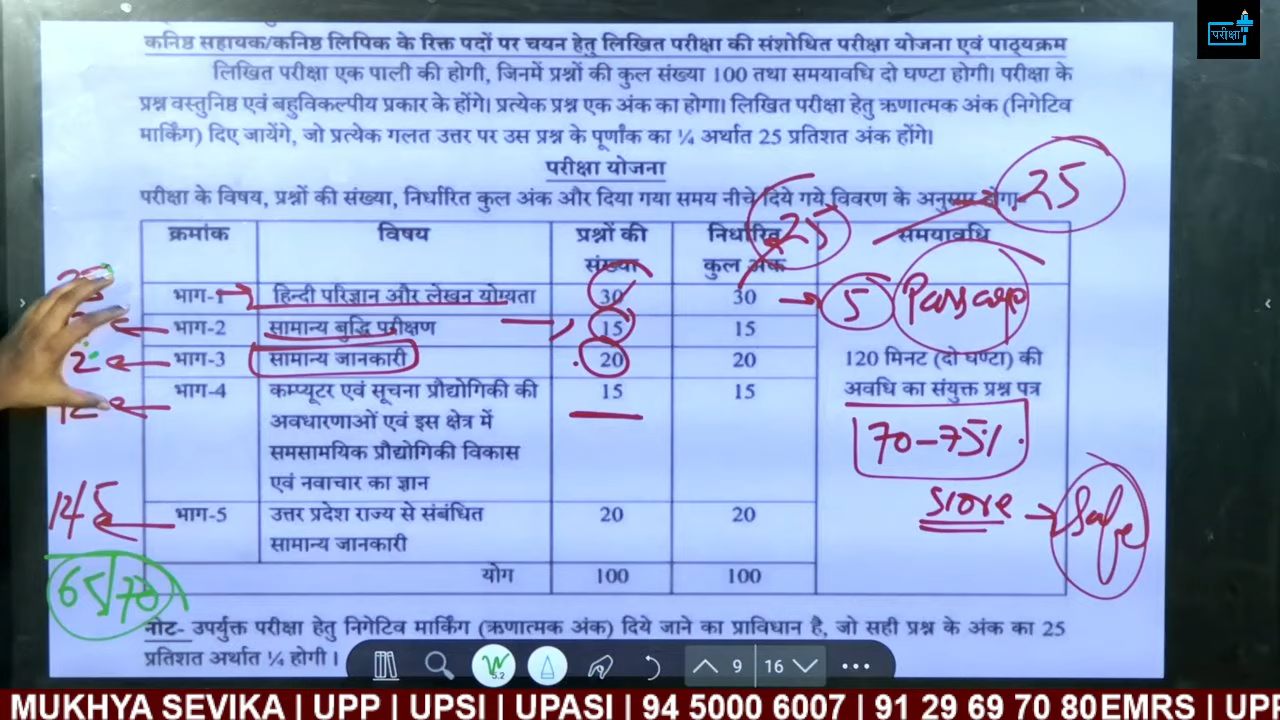 परीक्षा
कनिष्ठ सहायक/कनिष्ठ लिपिक के रिक्त पदों पर चयन हेतु लिखित परीक्षा की संशोधित परीक्षा योजना एवं पाठ्यक्रम
लिखित परीक्षा एक पाली की होगी, जिनमें प्रश्नों की कुल संख्या 100 तथा समयावधि दो घण्टा होगी। परीक्षा के
प्रश्न वस्तुनिष्ठ एवं बहुविकल्पीय प्रकार के होंगे। प्रत्येक प्रश्न एक अंक का होगा। लिखित परीक्षा हेतु ऋणात्मक अंक (निगेटिव
मार्किंग) दिए जायेंगे, जो प्रत्येक गलत उत्तर पर उस प्रश्न के पूर्णांक का ¼ अर्थात 25 प्रतिशत अंक होंगे।
परीक्षा योजना
परीक्षा के विषय, प्रश्नों की संख्या, निर्धारित कुल अंक और दिया गया समय नीचे दिये गये विवरण के अनुसार होगा-
.25
25
क्रमांक विषय प्रश्नों की संख्या निर्धारित कुल अंक समयावधि
भाग-1 हिन्दी परिज्ञान और लेखन योग्यता 30 30
5
भाग-2 सामान्य बुद्धि परीक्षण 15 15
भाग-3 सामान्य जानकारी 20 20
120 मिनट (दो घण्टा) की
अवधि का संयुक्त प्रश्न पत्र
भाग-4 कम्प्यूटर एवं सूचना प्रौद्योगिकी की 15 15
अवधारणाओं एवं इस क्षेत्र में
समसामयिक प्रौद्योगिकी विकास
एवं नवाचार का ज्ञान
70-75%
score → Safe
145
भाग-5 उत्तर प्रदेश राज्य से संबंधित 20 20
सामान्य जानकारी
65/70
योग 100 100
नोट- उपर्युक्त परीक्षा हेतु निगेटिव मार्किंग (ऋणात्मक अंक) दिये जाने का प्राविधान है, जो सही प्रश्न के अंक का 25
प्रतिशत अर्थात ¼ होगी ।
5.2
9 16
MUKHYA SEVIKA | UPP | UPSI | UPASI | 94 5000 6007 | 91 29 69 70 80 EMRS | UPP